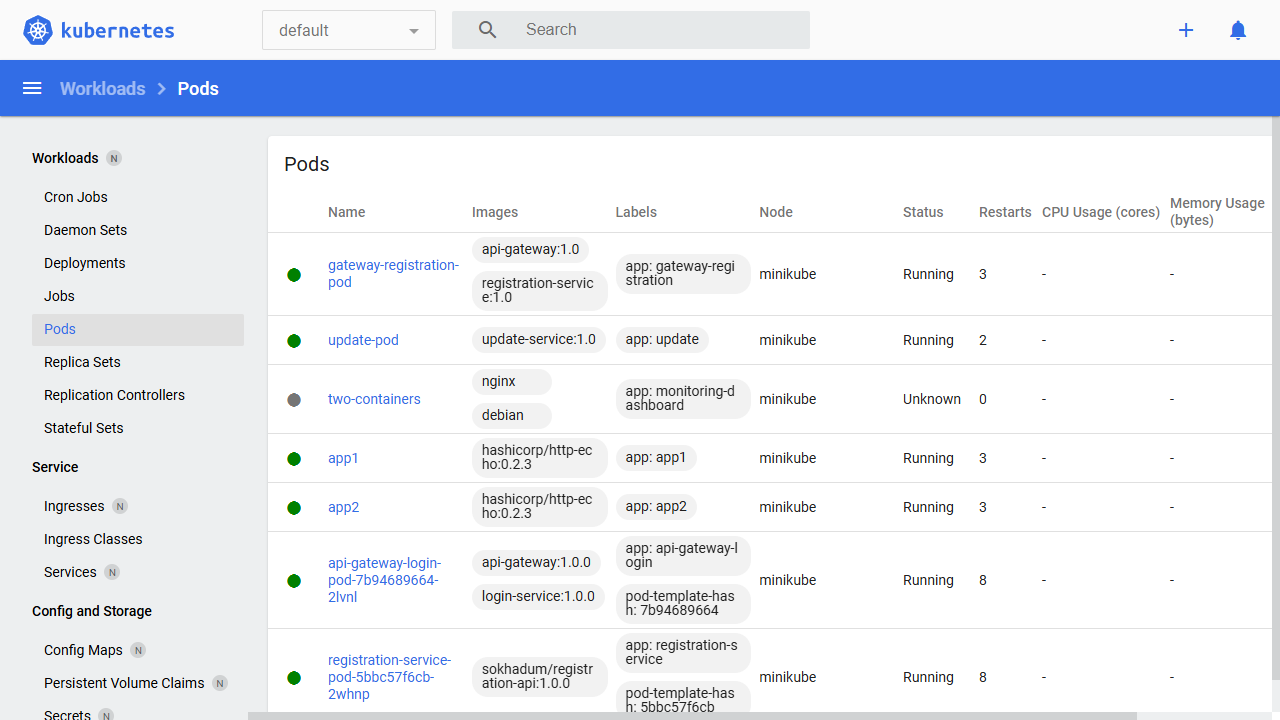 kubernetes
default
Search
Workloads
Pods
Workloads N
Cron Jobs
Daemon Sets
Deployments
Jobs
Pods
Replica Sets
Replication Controllers
Stateful Sets
Service
Ingresses N
Ingress Classes
Services N
Config and Storage
Config Maps N
Persistent Volume Claims N
Secrets N
Pods
Name
Images
Labels
Node
Status
Restarts
CPU Usage (cores)
Memory Usage
(bytes)
gateway-registration-
pod
api-gateway:1.0
registration-servic
e:1.0
app: gateway-regi
stration
minikube
Running
3
-
-
update-pod
update-service:1.0
app: update
minikube
Running
2
-
-
two-containers
nginx
debian
app: monitoring-d
ashboard
minikube
Unknown
0
-
-
app1
hashicorp/http-ec
ho:0.2.3
app: app1
minikube
Running
3
-
-
app2
hashicorp/http-ec
ho:0.2.3
app: app2
minikube
Running
3
-
-
api-gateway-login-
pod-7b94689664-
2lvnl
api-gateway:1.0.0
login-service:1.0.0
app: api-gateway-l
ogin
pod-template-has
h: 7b94689664
minikube
Running
8
-
-
registration-service-
pod-5bbc57f6cb-
2whnp
sokhadum/registr
ation-api:1.0.0
app: registration-s
ervice
pod-template-has
h: 5bbc57f6cb
minikube
Running
8
-
-